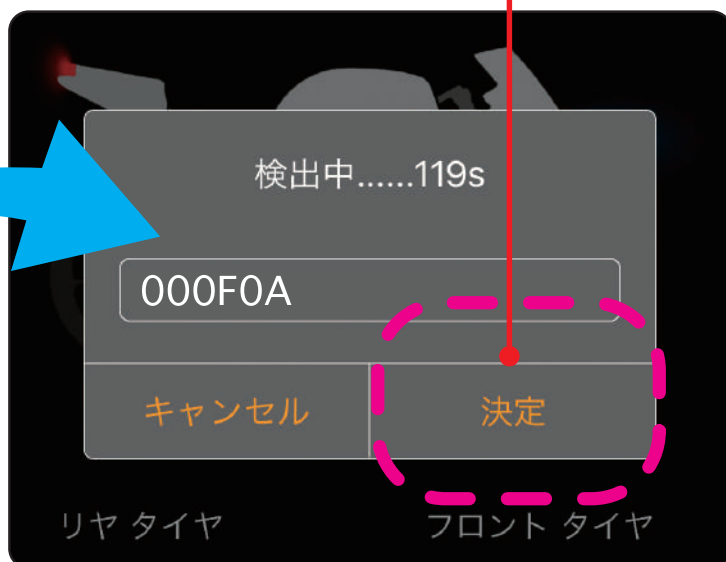 検出中......119s
000F0A
キャンセル 決定
リヤ タイヤ フロント タイヤ